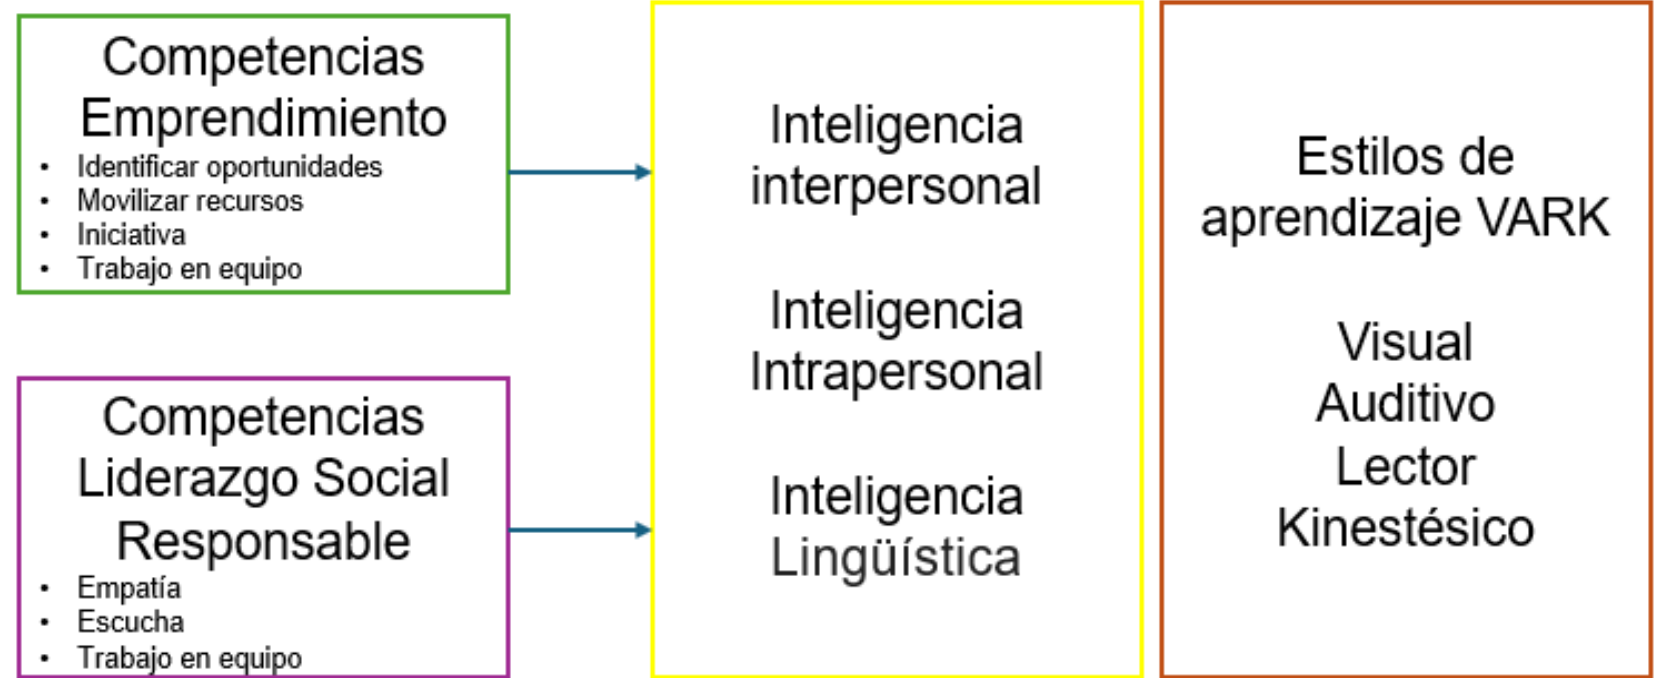 Competencias
Emprendimiento
• Identificar oportunidades
• Movilizar recursos
• Iniciativa
• Trabajo en equipo
Competencias
Liderazgo Social
Responsable
• Empatía
• Escucha
• Trabajo en equipo
Inteligencia
interpersonal
Inteligencia
Intrapersonal
Inteligencia
Lingüística
Estilos de
aprendizaje VARK
Visual
Auditivo
Lector
Kinestésico